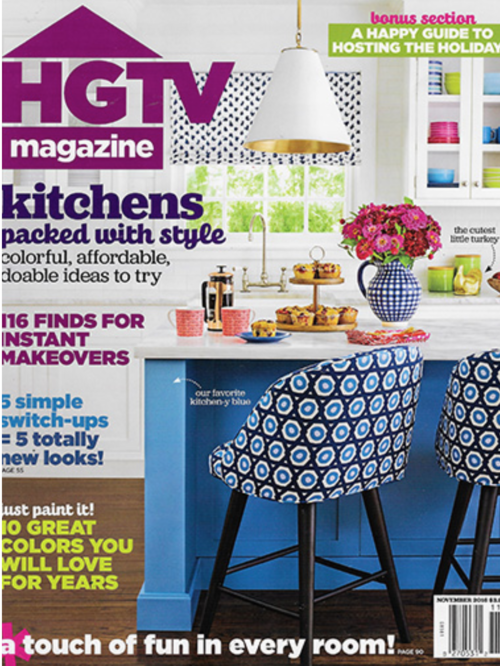 bonus section
A HAPPY GUIDE TO
HOSTING THE HOLIDAY
HGTV
magazine
kitchens
packed with style
colorful, affordable,
doable ideas to try
the cutest
little turkey
116 FINDS FOR
INSTANT
MAKEOVERS
our favorite
kitchen-y blue
5 simple
switch-ups
= 5 totally
new looks!
PAGE 55
just paint it!
10 GREAT
COLORS YOU
WILL LOVE
FOR YEARS
NOVEMBER 2016
a touch of fun in every room! PAGE 90